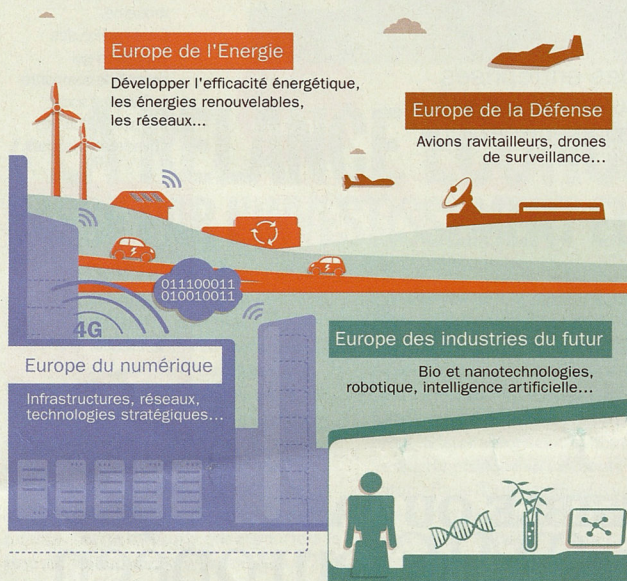 Europe de l'Energie
Développer l'efficacité énergétique,
les énergies renouvelables,
les réseaux...
Europe de la Défense
Avions ravitailleurs, drones
de surveillance...
011100011
010010011
4G
Europe du numérique
Infrastructures, réseaux,
technologies stratégiques...
Europe des industries du futur
Bio et nanotechnologies,
robotique, intelligence artificielle...